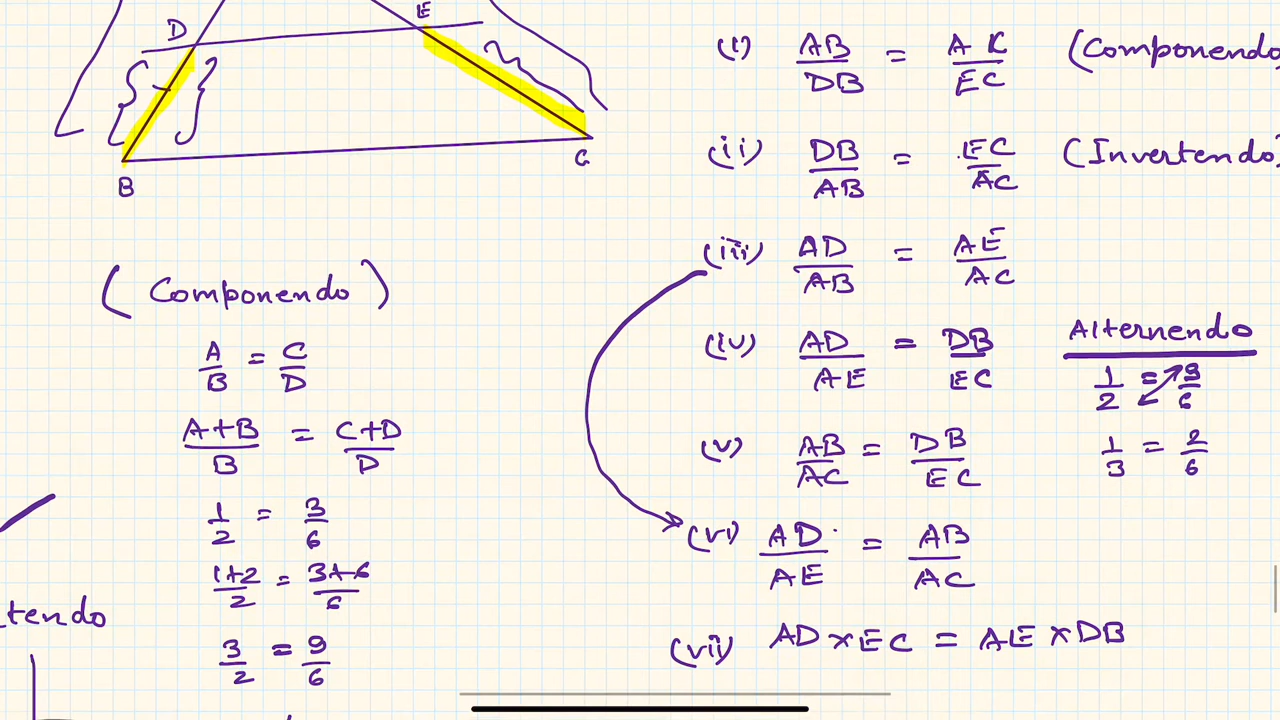 D
E
B
C
(Componendo)
A/B = C/D
A+B/B = C+D/D
1/2 = 3/6
1+2/2 = 3+6/6
3/2 = 9/6
tendo
(i) AB/DB = AC/EC (Componendo
(ii) DB/AB = EC/AC (Invertendo)
(iii) AD/AB = AE/AC
(iv) AD/AE = DB/EC
Alternendo
1/2 = 3/6
1/3 = 2/6
(v) AB/AC = DB/EC
(vi) AD/AE = AB/AC
(vii) AD × EC = AE × DB